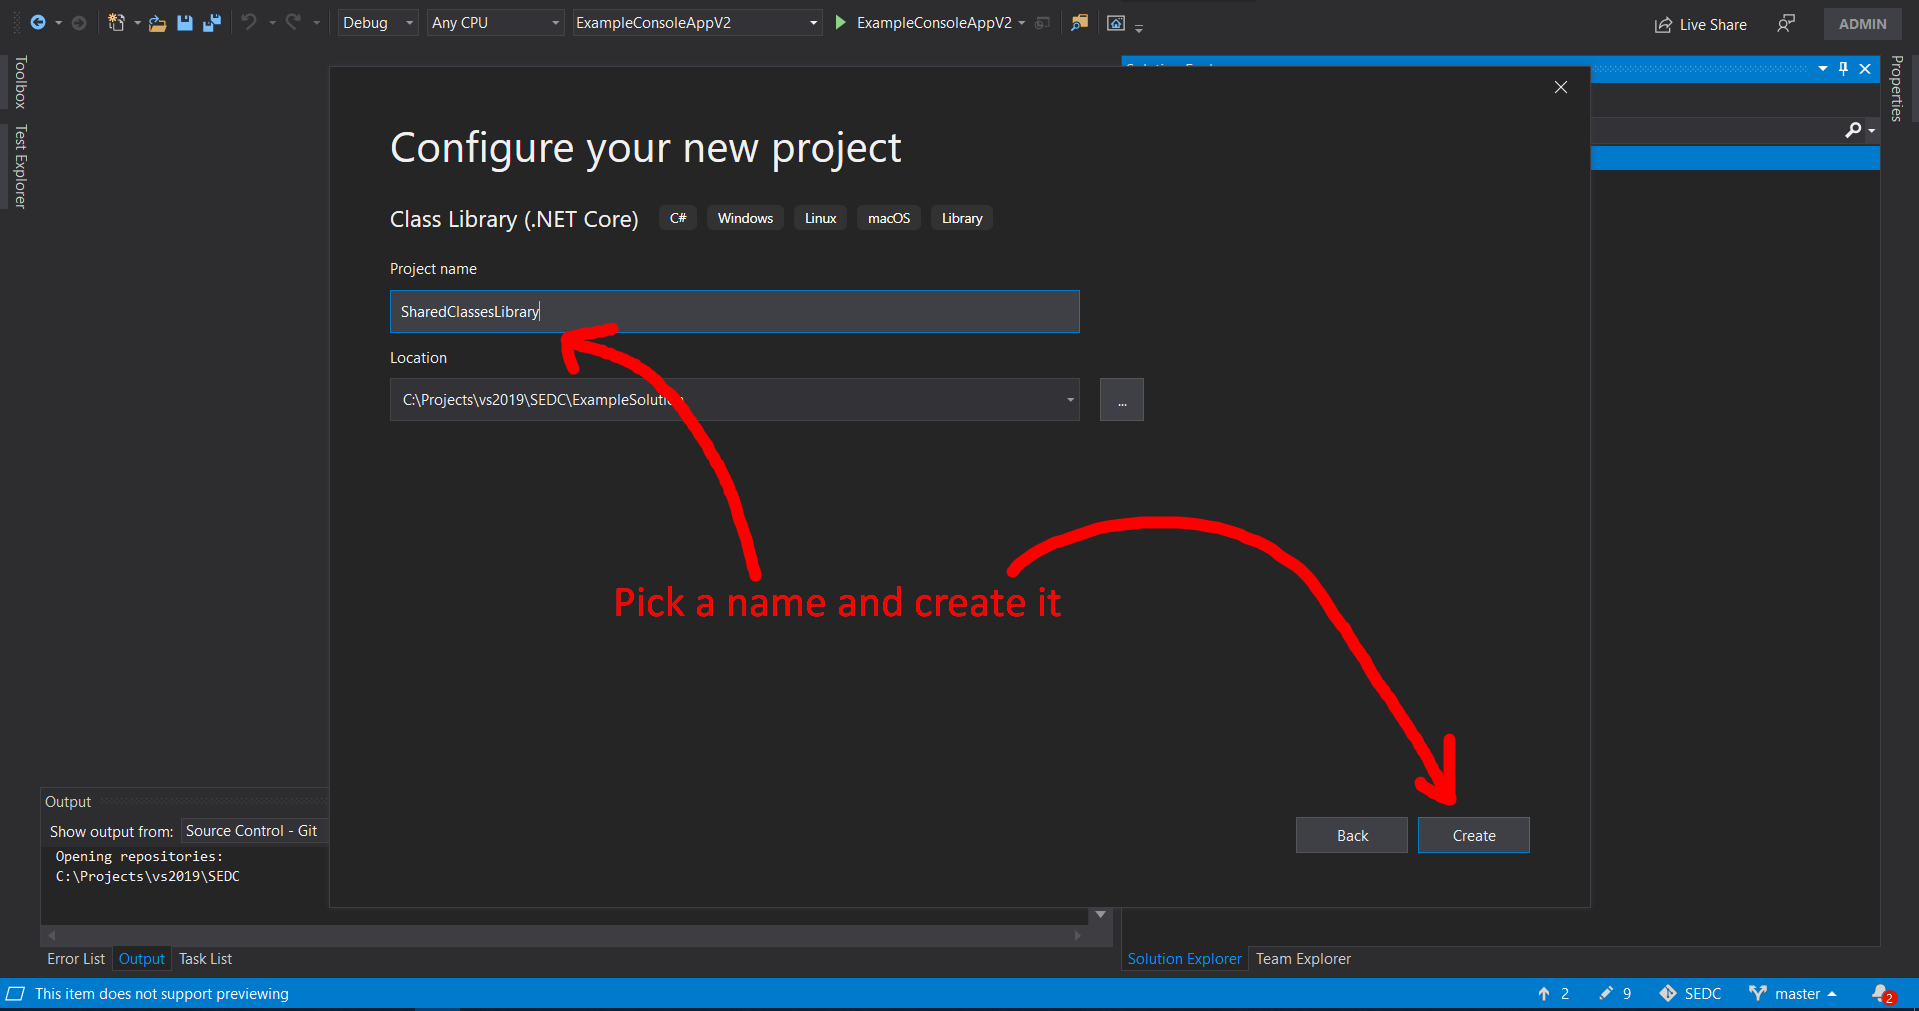 Debug
Any CPU
ExampleConsoleAppV2
ExampleConsoleAppV2
Live Share
ADMIN
Toolbox
Test Explorer
Properties
Configure your new project
Class Library (.NET Core)
C#
Windows
Linux
macOS
Library
Project name
SharedClassesLibrary
Location
C:\Projects\vs2019\SEDC\ExampleSolution
...
Pick a name and create it
Back
Create
Output
Show output from:
Source Control - Git
Opening repositories:
C:\Projects\vs2019\SEDC
Error List
Output
Task List
Solution Explorer
Team Explorer
This item does not support previewing
2
9
SEDC
master
2